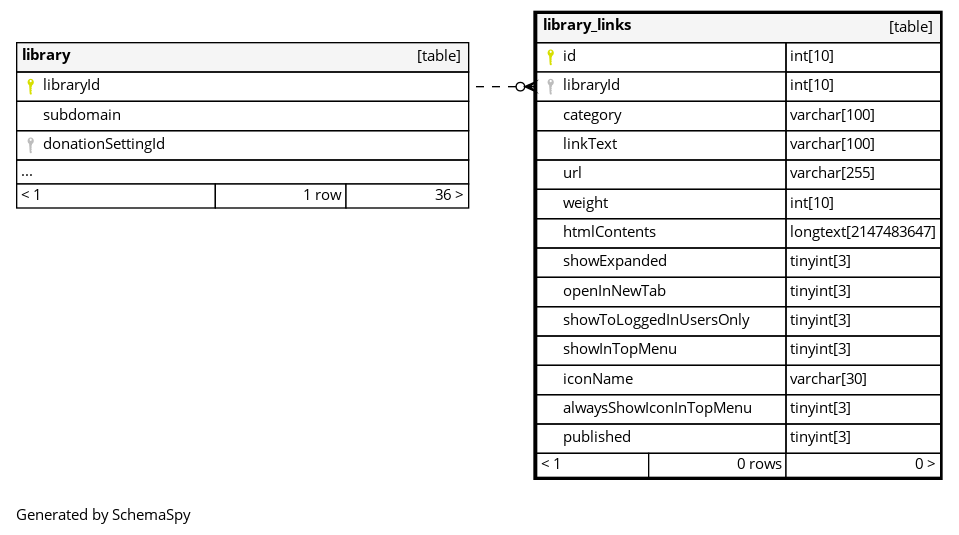 library [table]
libraryId
subdomain
donationSettingId
...
< 1 1 row 36 >
library_links [table]
id int[10]
libraryId int[10]
category varchar[100]
linkText varchar[100]
url varchar[255]
weight int[10]
htmlContents longtext[2147483647]
showExpanded tinyint[3]
openInNewTab tinyint[3]
showToLoggedInUsersOnly tinyint[3]
showInTopMenu tinyint[3]
iconName varchar[30]
alwaysShowIconInTopMenu tinyint[3]
published tinyint[3]
< 1 0 rows 0 >
Generated by SchemaSpy